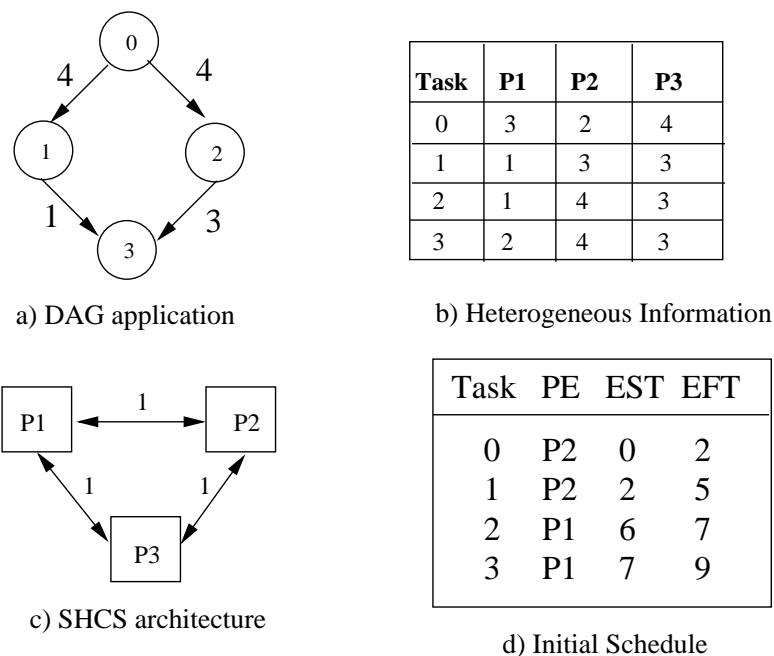 0
4
4
1
2
1
3
3
a) DAG application
Task P1 P2 P3
0 3 2 4
1 1 3 3
2 1 4 3
3 2 4 3
b) Heterogeneous Information
P1
1
P2
1
1
P3
c) SHCS architecture
Task PE EST EFT
0 P2 0 2
1 P2 2 5
2 P1 6 7
3 P1 7 9
d) Initial Schedule